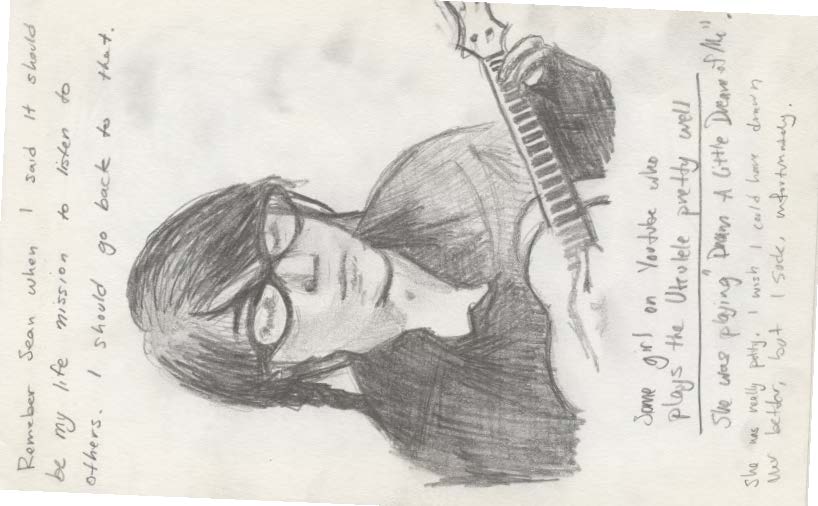 Remeber Sean when I said it should
be my life mission to listen to
others. I should go back to that.
Some girl on Youtube who
plays the Ukulele pretty well
She was playing "Dream A Little Dream of Me".
She was really pretty. I wish I could have drawn
her better, but I suck, unfortunately.